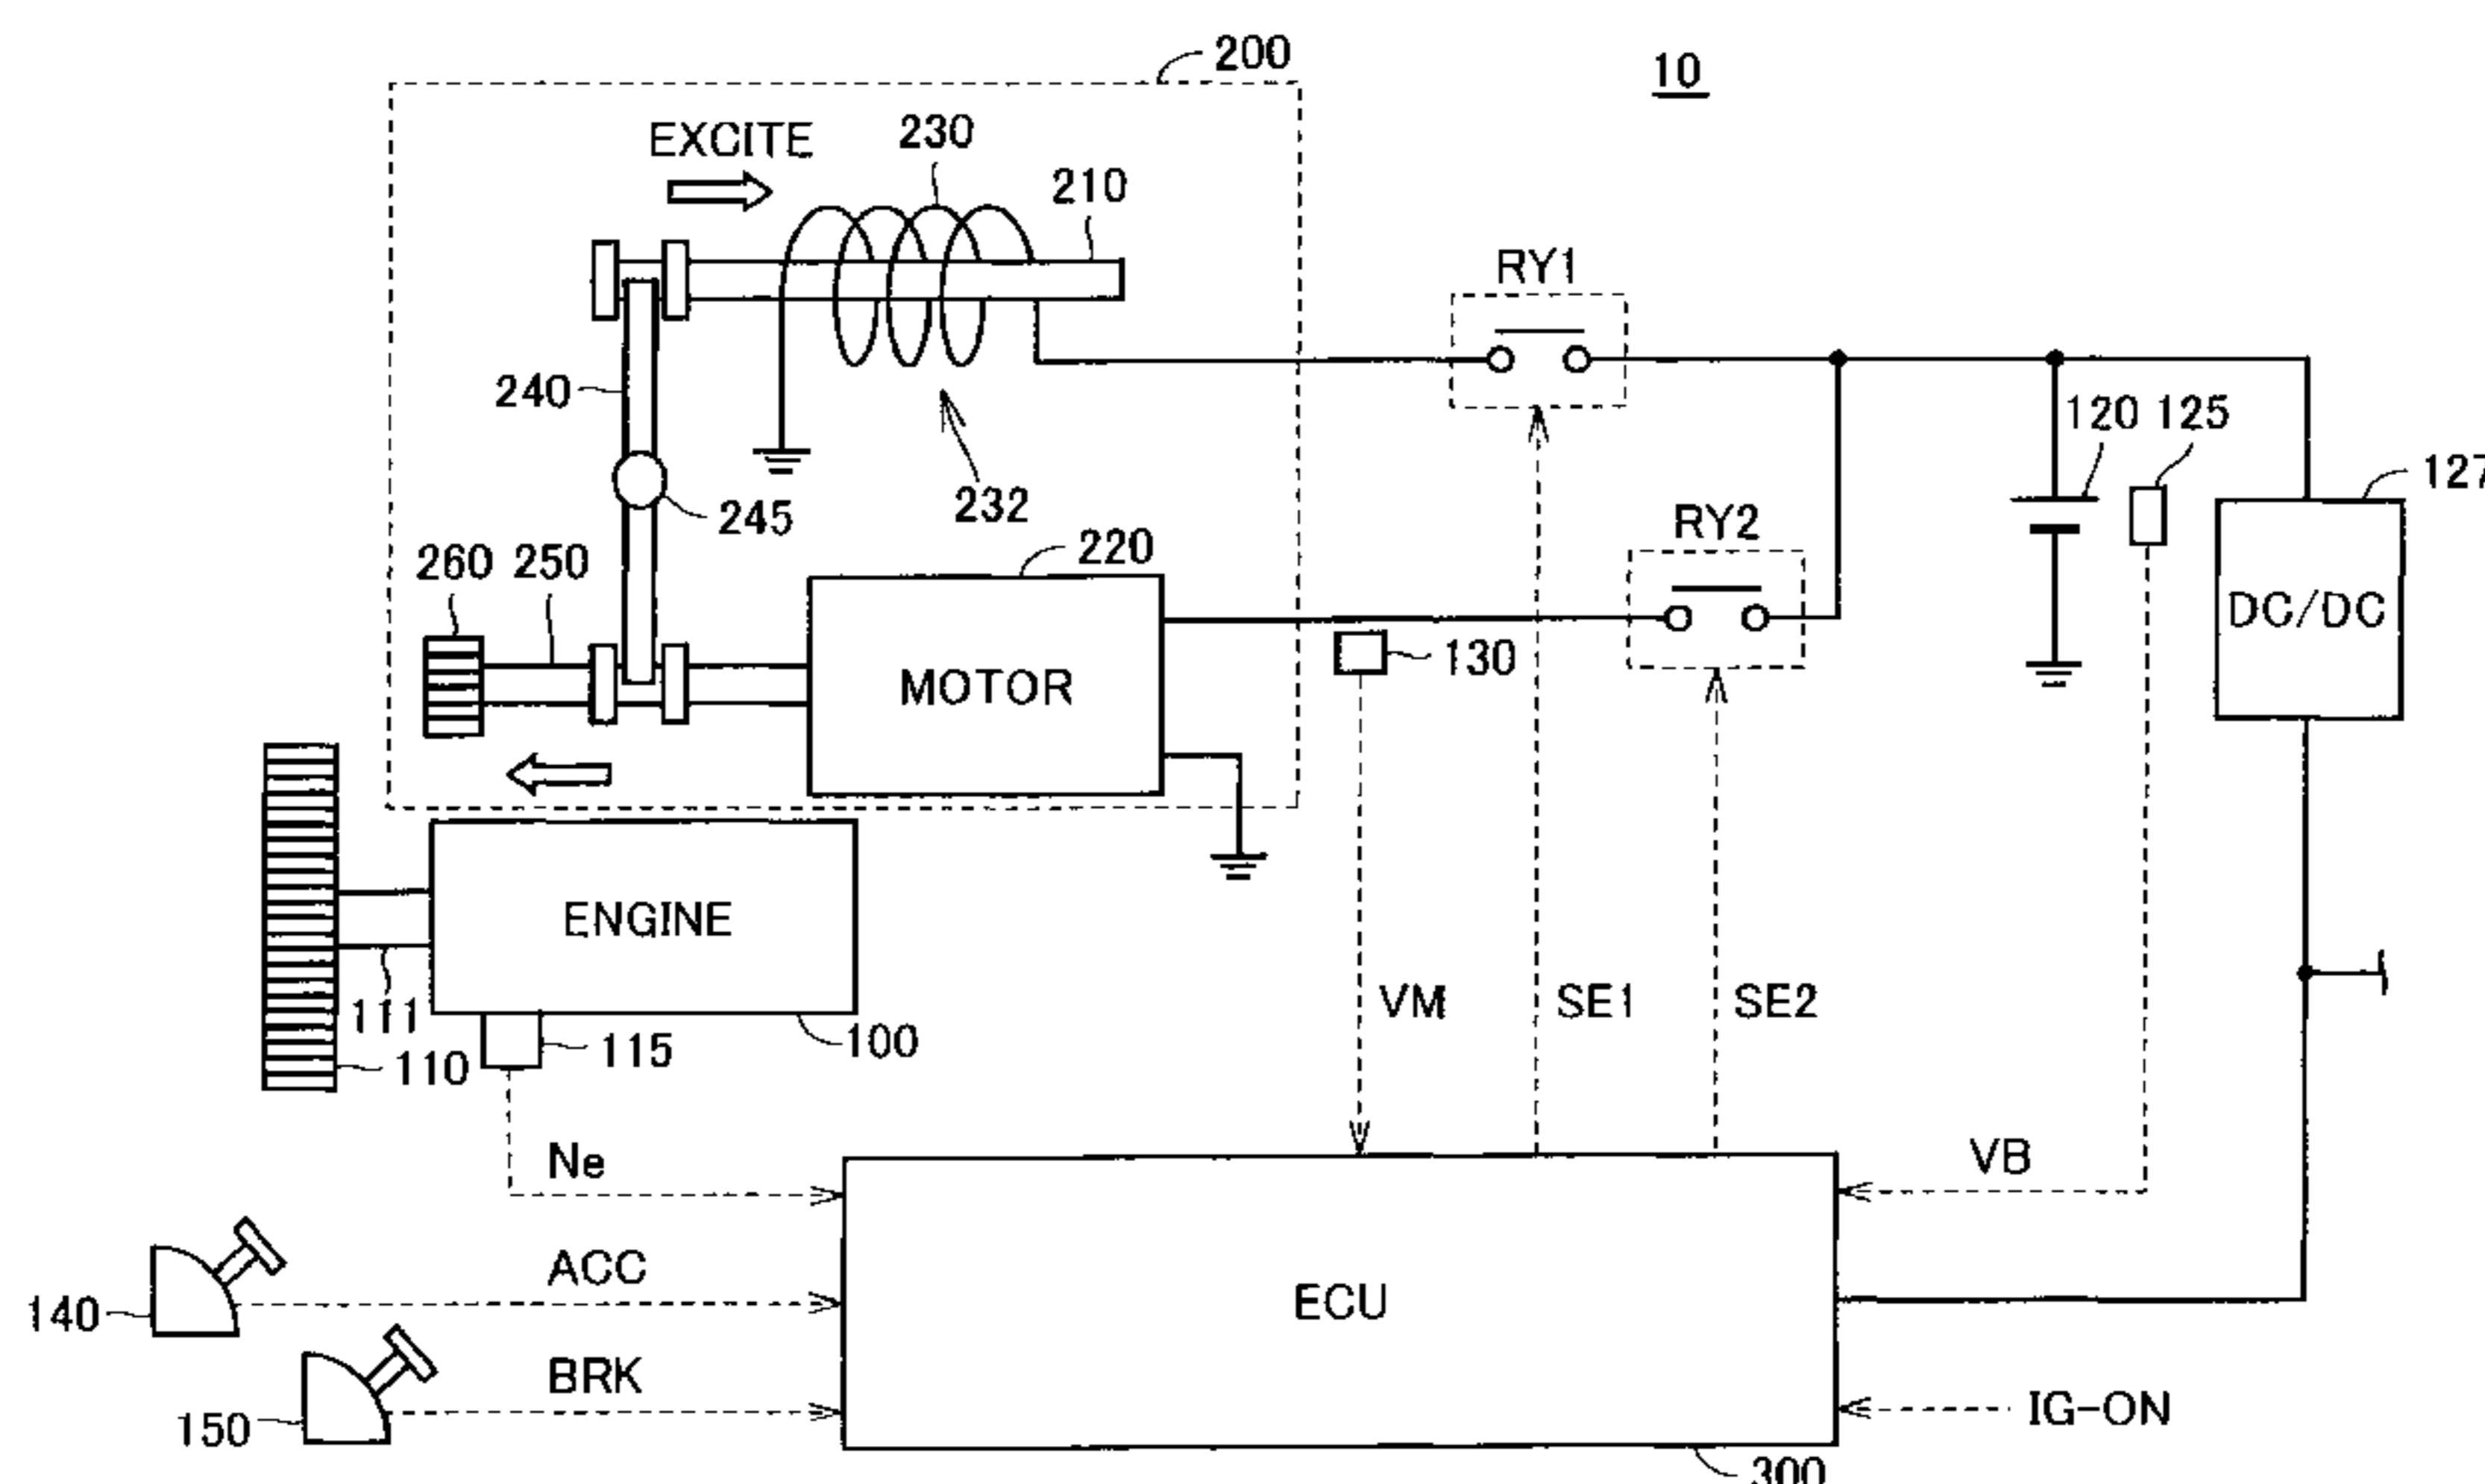 200
10
EXCITE
230
210
RY1
240
120
125
127
232
245
RY2
260
250
220
130
MOTOR
DC/DC
ENGINE
VM
SE1
SE2
111
115
100
110
Ne
VB
ACC
ECU
140
BRK
150
IG-ON
300